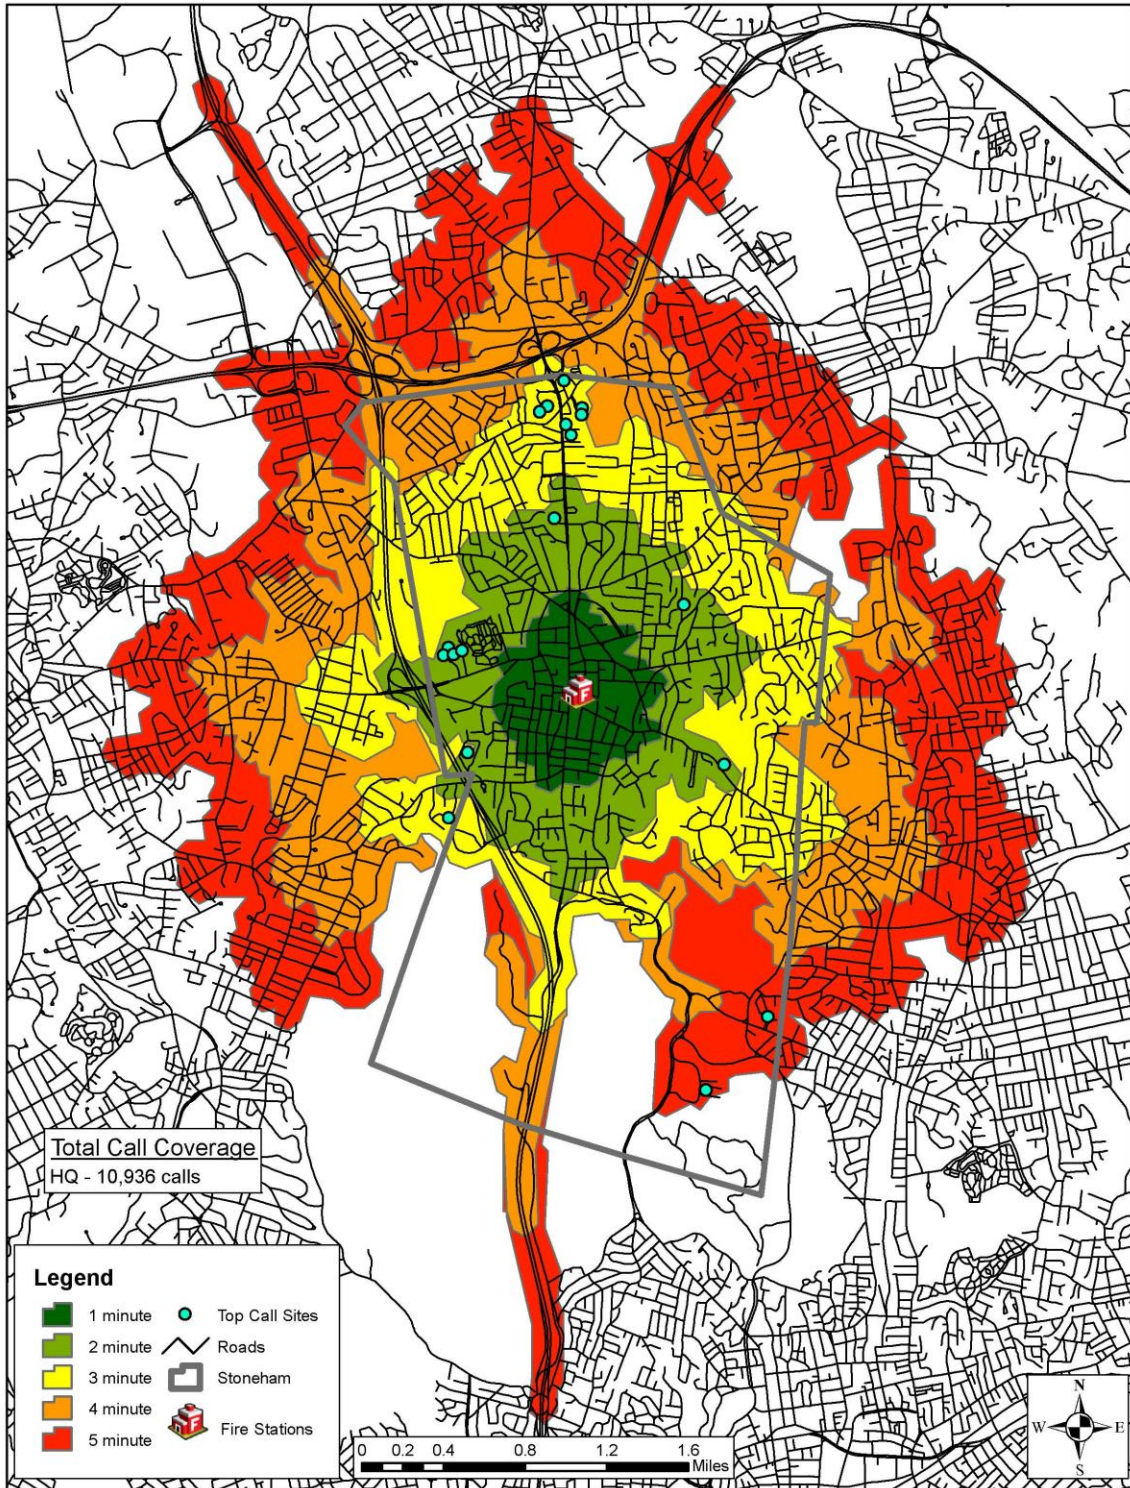 Total Call Coverage
HQ - 10,936 calls
Legend
1 minute
Top Call Sites
2 minute
Roads
3 minute
Stoneham
4 minute
Fire Stations
5 minute
F
F
0 0.2 0.4 0.8 1.2 1.6
Miles
N
W E
S